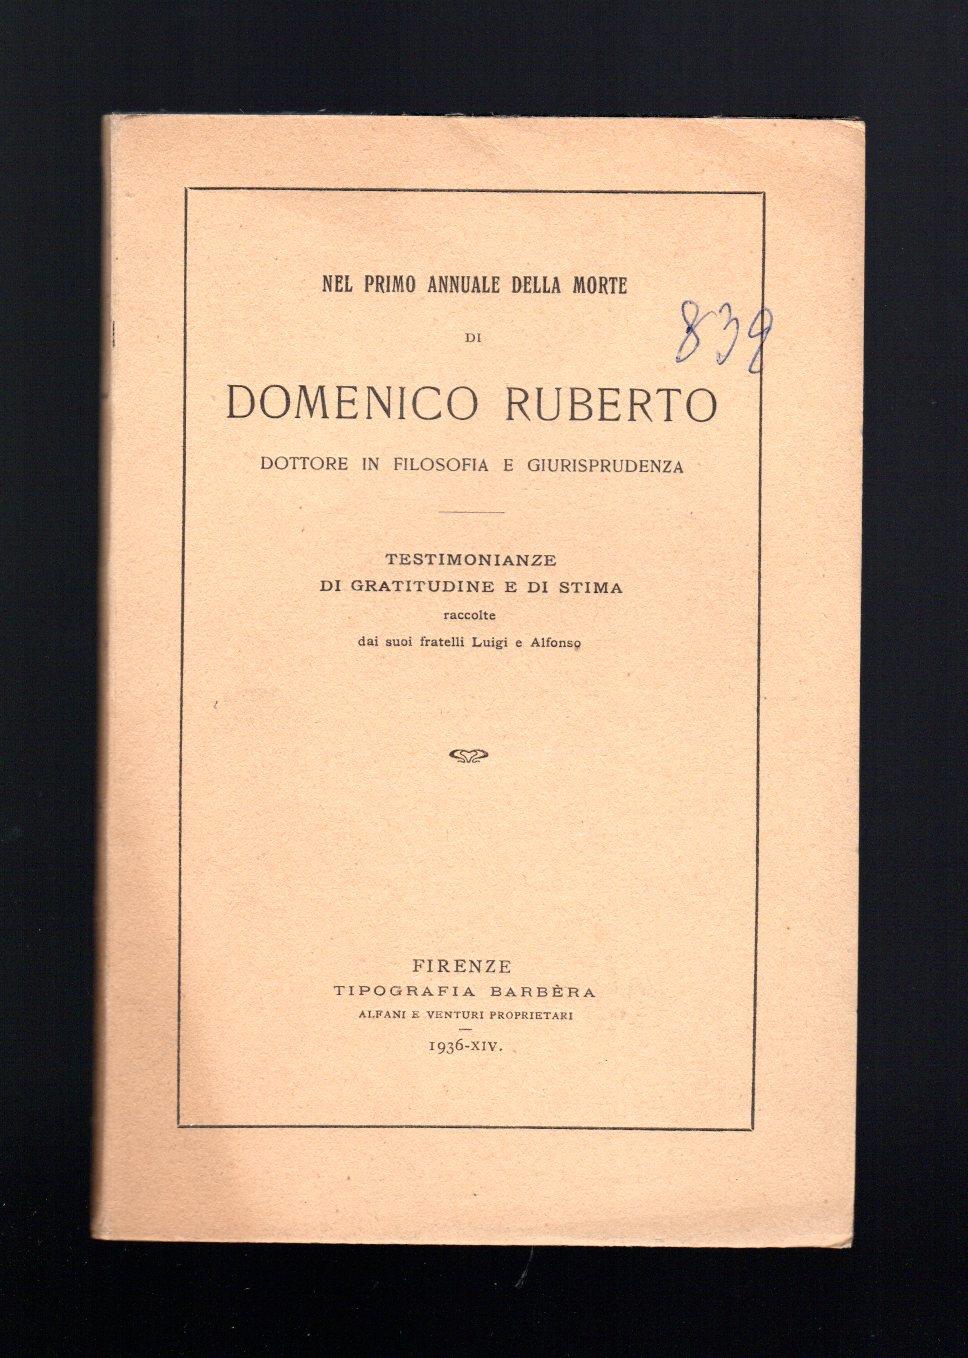 NEL PRIMO ANNUALE DELLA MORTE
DI
839
DOMENICO RUBERTO
DOTTORE IN FILOSOFIA E GIURISPRUDENZA
TESTIMONIANZE
DI GRATITUDINE E DI STIMA
raccolte
dai suoi fratelli Luigi e Alfonso
FIRENZE
TIPOGRAFIA BARBÈRA
ALFANI E VENTURI PROPRIETARI
1936-XIV.